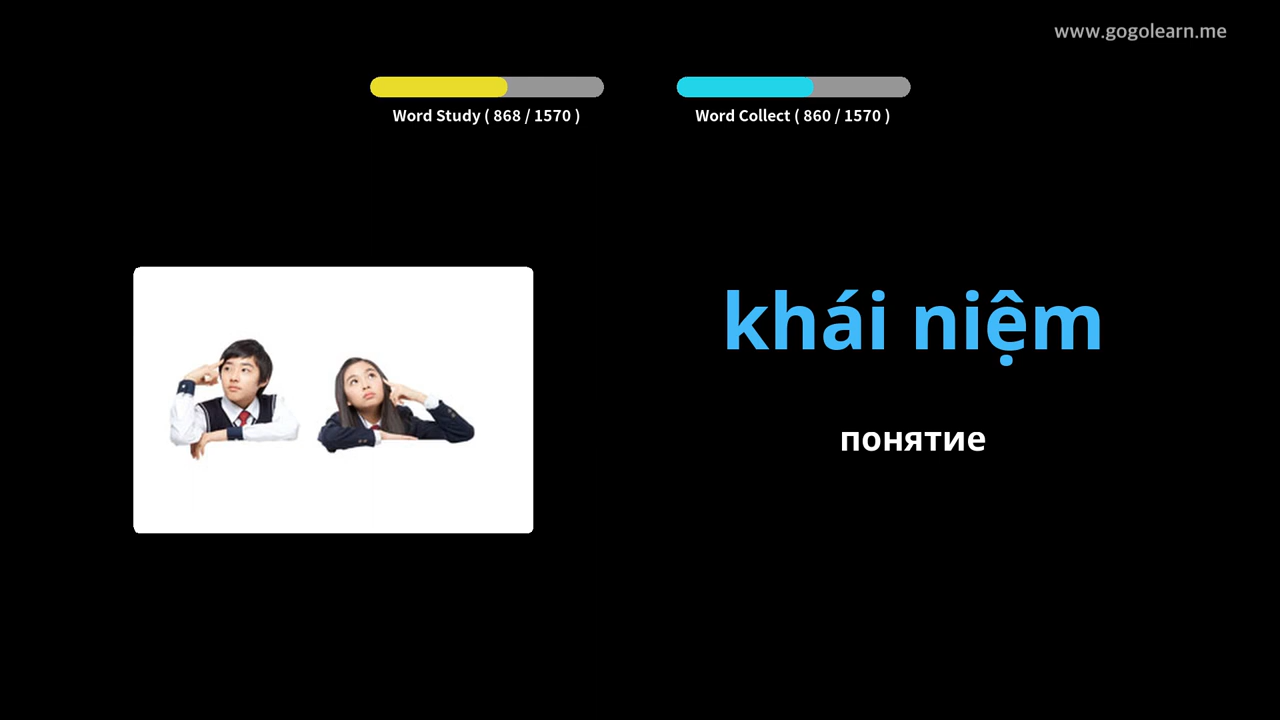 www.gogolearn.me
Word Study ( 868 / 1570 )
Word Collect ( 860 / 1570 )
khái niệm
понятие